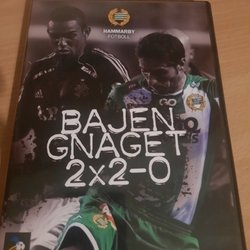 HAMMARBY
FOTBOLL
BAJEN
GNAGET
2x2-0